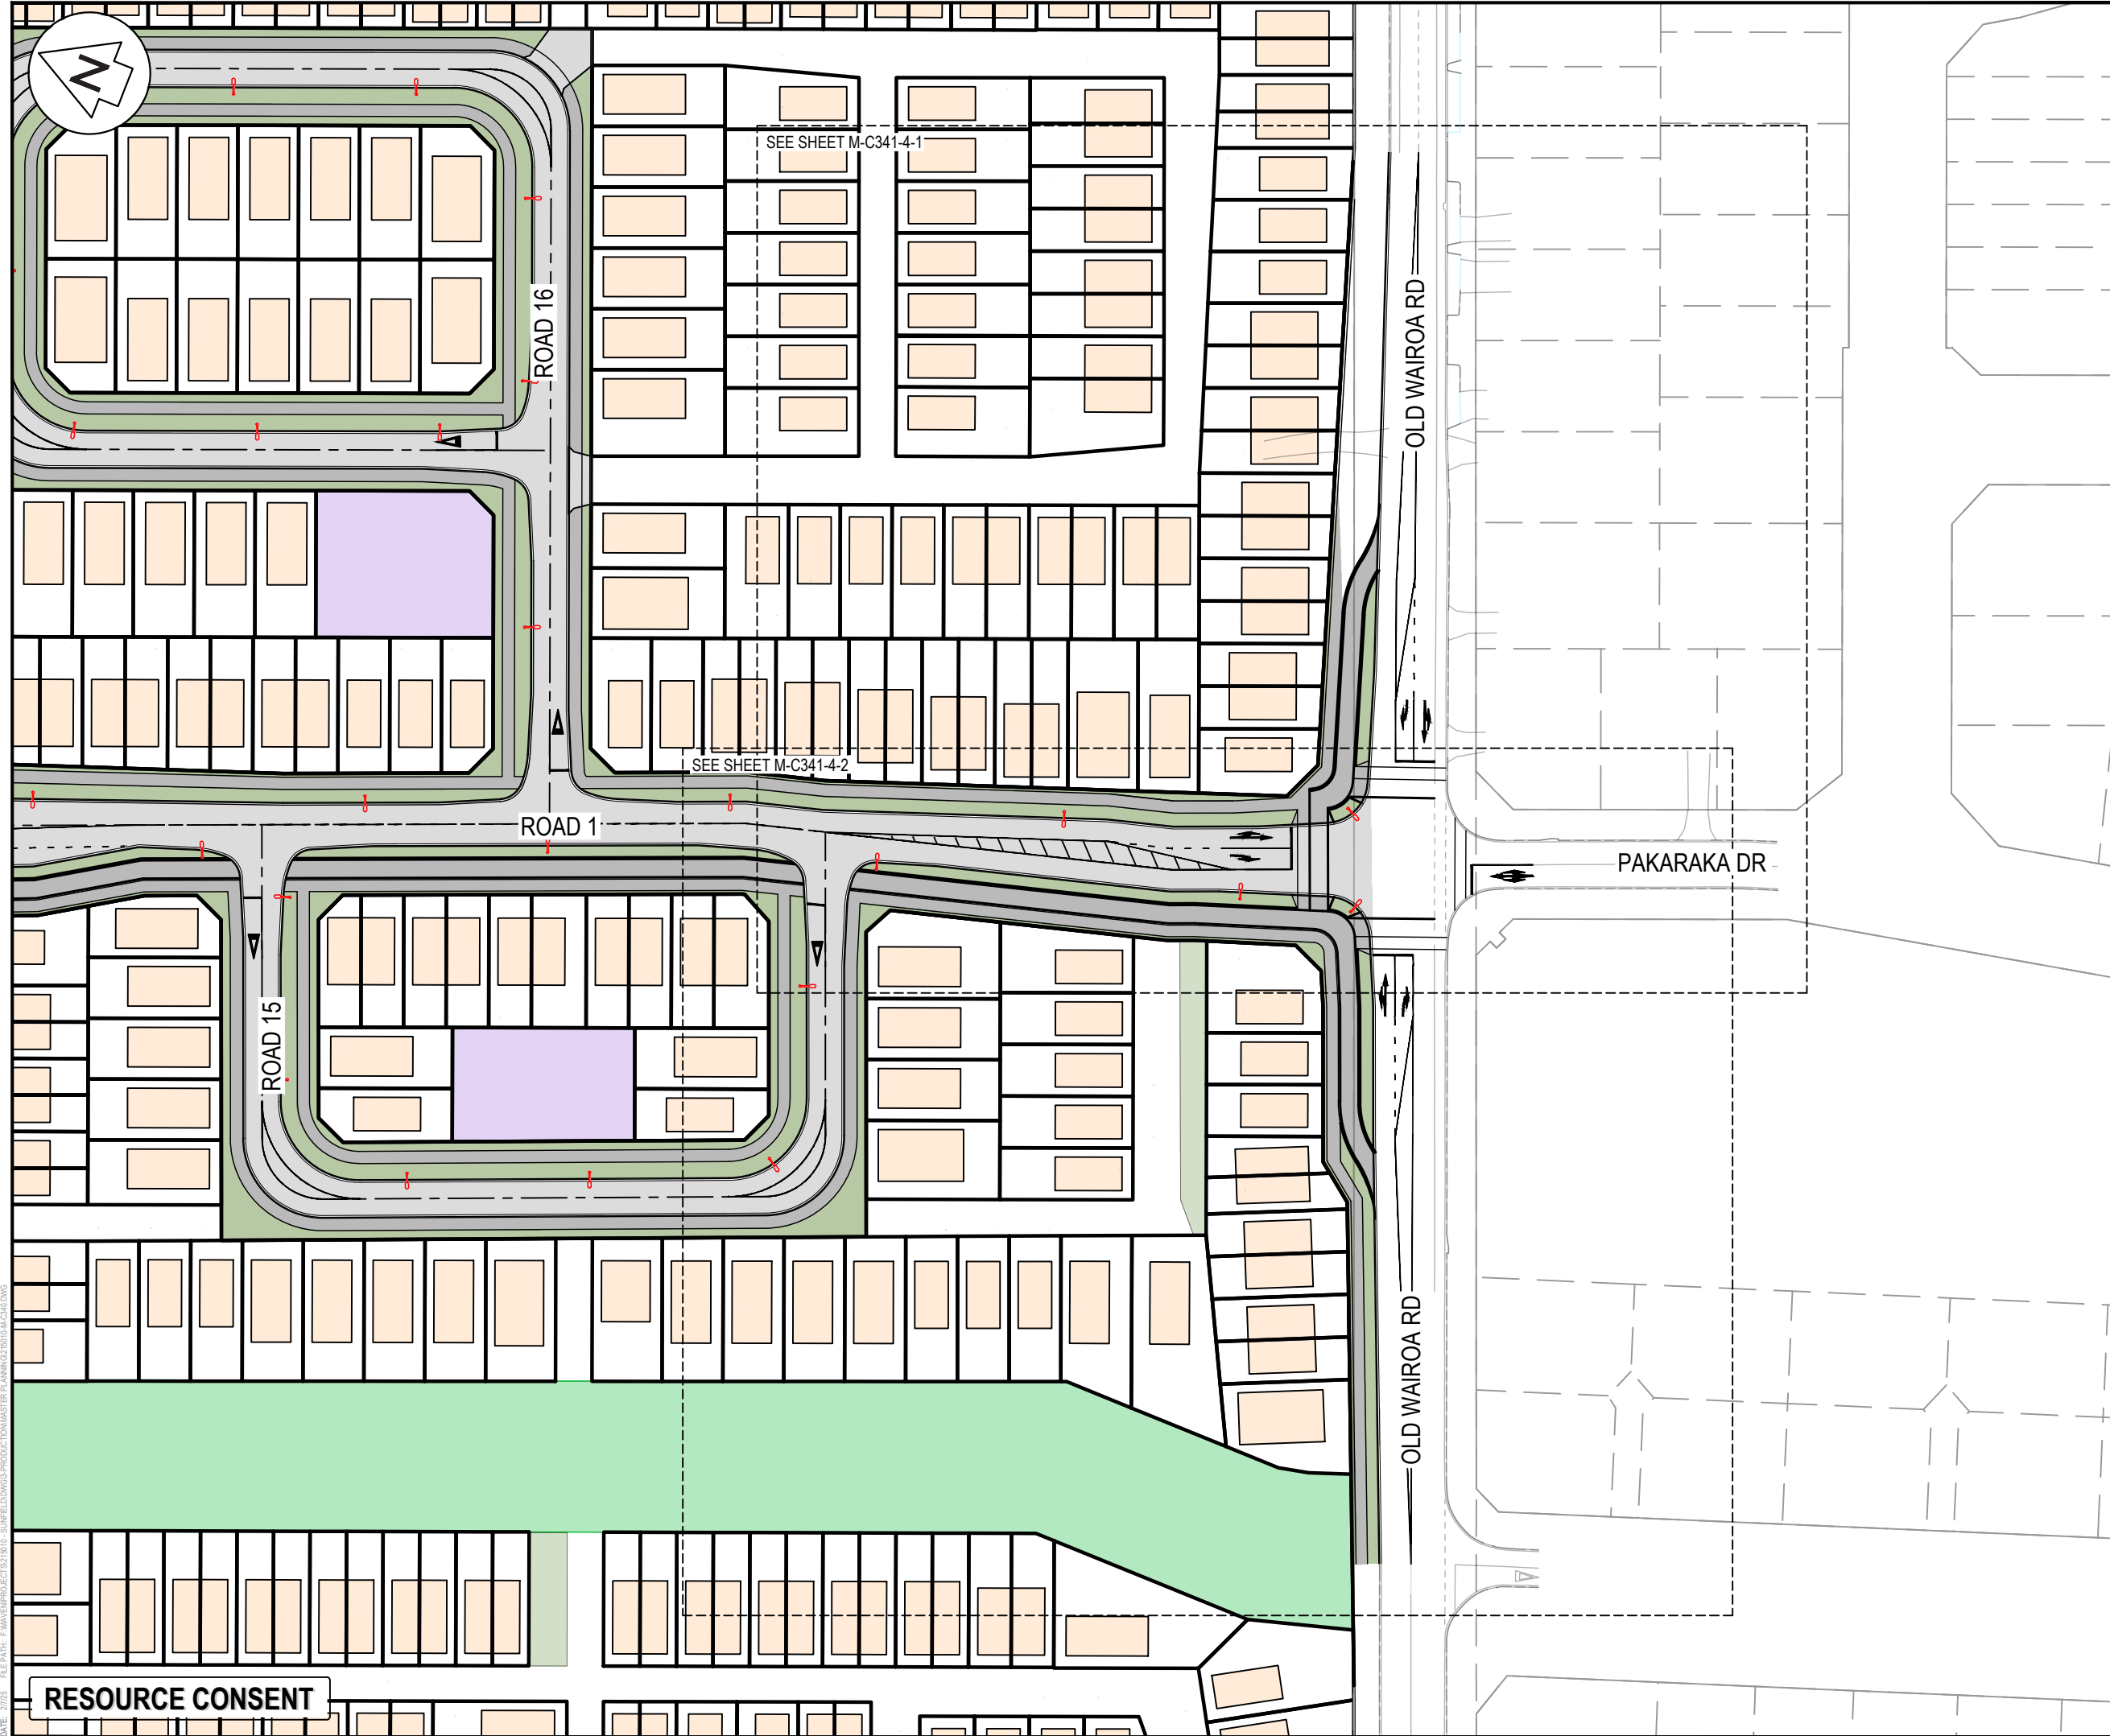 N
SEE SHEET M-C341-4-1
ROAD 16
OLD WAIROA RD
SEE SHEET M-C341-4-2
ROAD 1
PAKARAKA DR
ROAD 15
OLD WAIROA RD
RESOURCE CONSENT